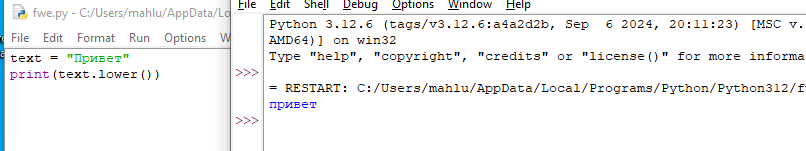 fwe.py - C:/Users/mahlu/AppData/Lo
File Edit Format Run Options
text = "Привет"
print(text.lower())
File Edit Shell Debug Options Window Help
Python 3.12.6 (tags/v3.12.6:a4a2d2b, Sep  6 2024, 20:11:23) [MSC v.
AMD64)] on win32
Type "help", "copyright", "credits" or "license()" for more informa
>>>
= RESTART: C:/Users/mahlu/AppData/Local/Programs/Python/Python312/f
привет
>>>